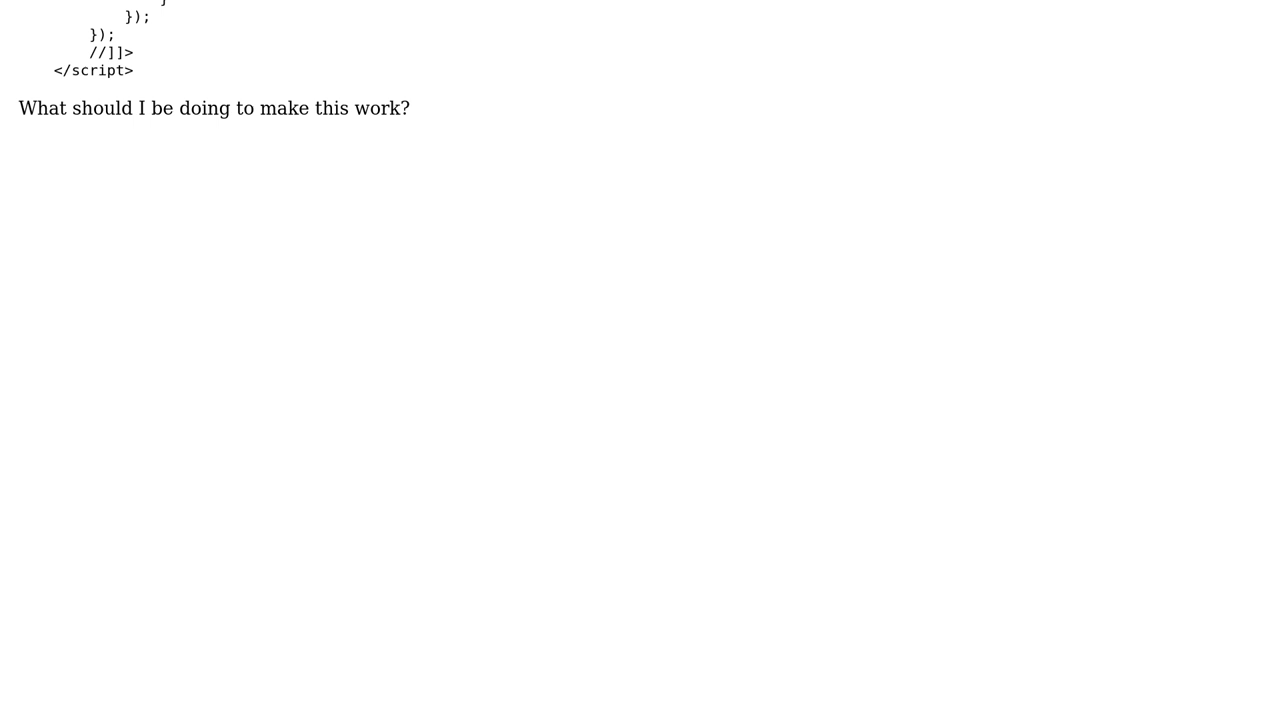 }
});
});
//]]>
</script>
What should I be doing to make this work?